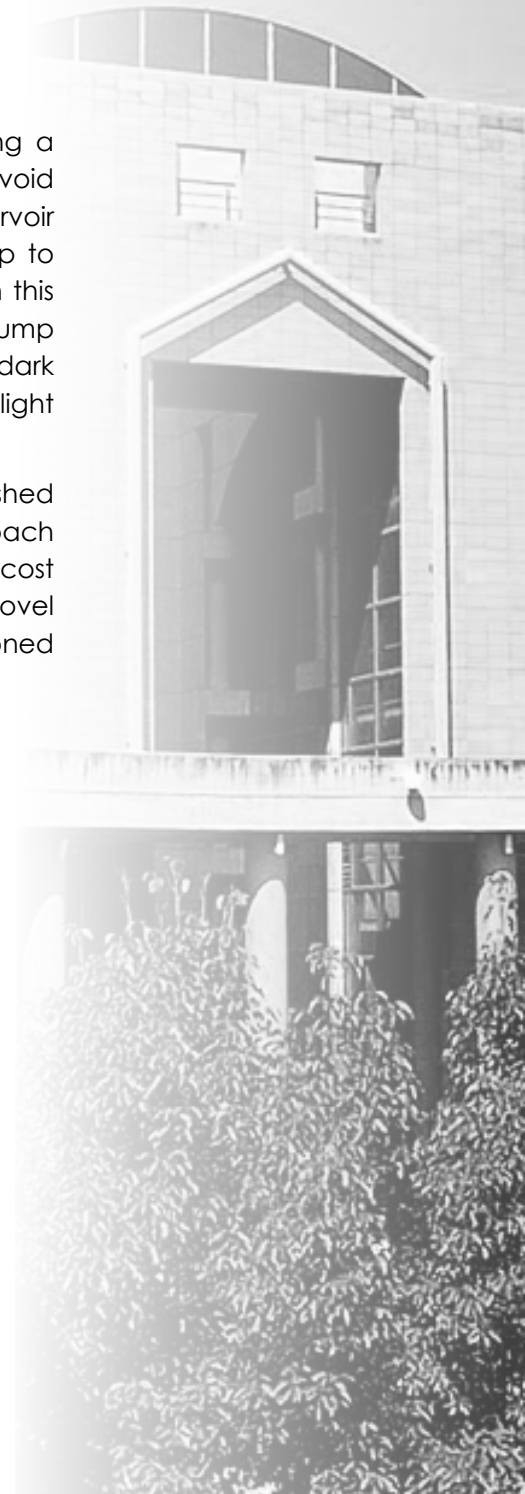 ng a
void
rvoir
p to
n this
ump
dark
light
shed
oach
cost
ovel
oned